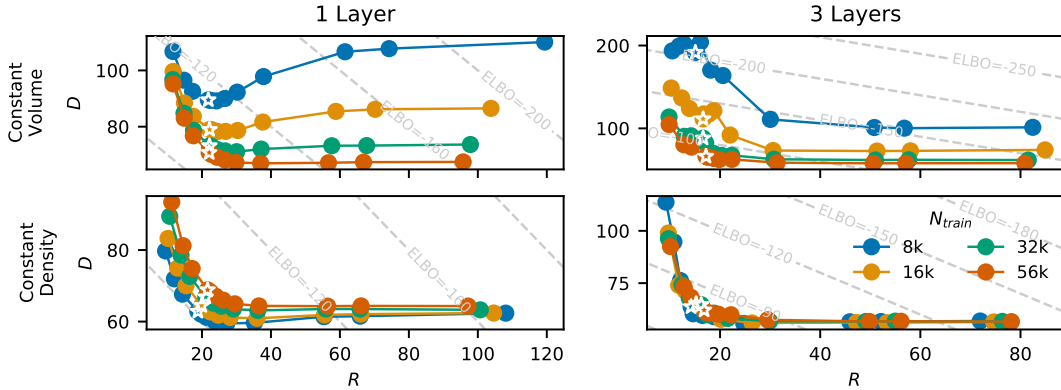 1 Layer
3 Layers
Constant
Volume
D
100
80
ELBO=-120
ELBO=-160
ELBO=-200
200
100
ELBO=-100
ELBO=-150
ELBO=-200
ELBO=-250
Constant
Density
D
80
60
ELBO=-120
ELBO=-160
20
40
60
80
100
120
R
100
75
ELBO=-90
ELBO=-120
ELBO=-150
ELBO=-180
N_train
8k
16k
32k
56k
20
40
60
80
R